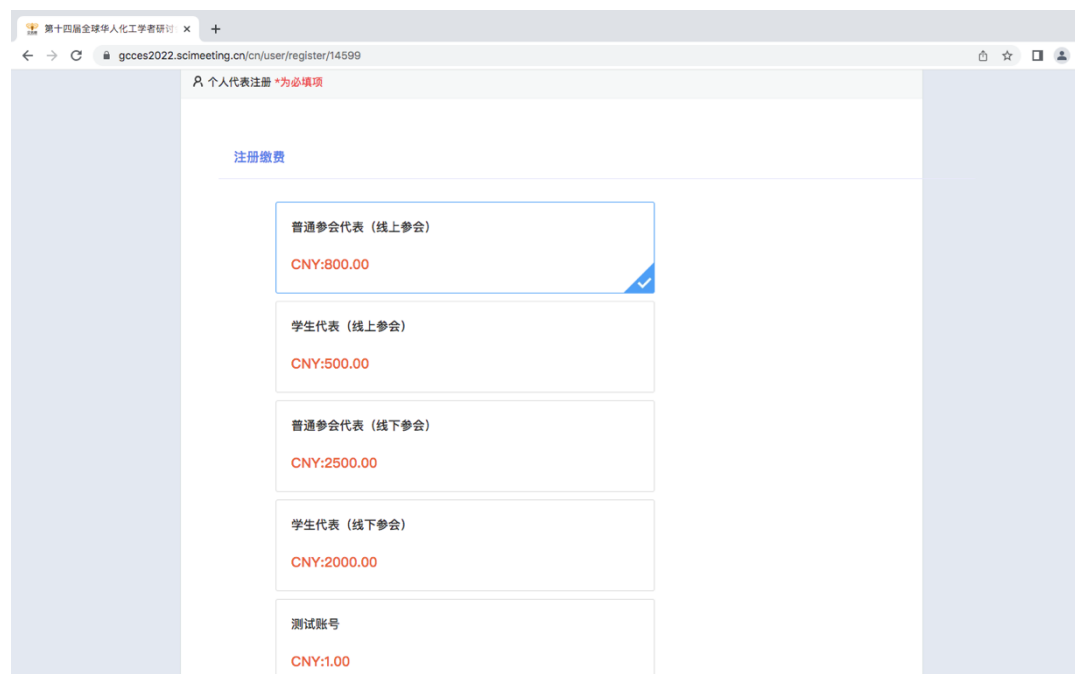 第十四届全球华人化工学者研讨
gcces2022.scimeeting.cn/cn/user/register/14599
个人代表注册 *为必填项
注册缴费
普通参会代表（线上参会）
CNY:800.00
学生代表（线上参会）
CNY:500.00
普通参会代表（线下参会）
CNY:2500.00
学生代表（线下参会）
CNY:2000.00
测试账号
CNY:1.00